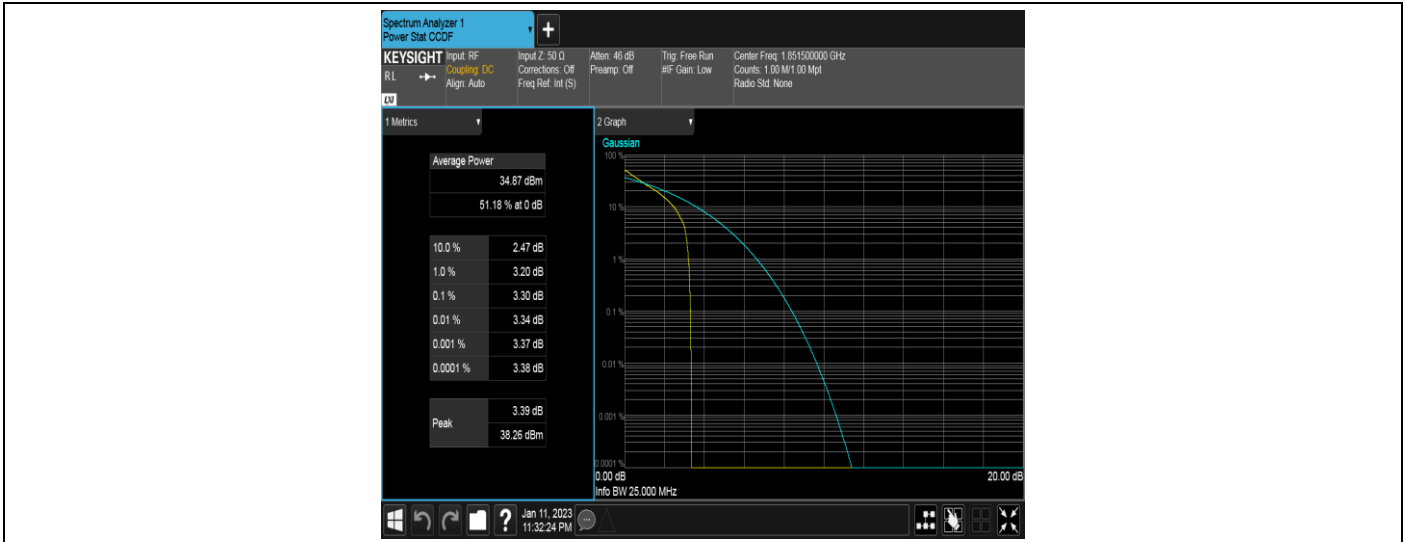 Spectrum Analyzer 1
Power Stat CCDF
+
KEYSIGHT
RL
LXI
Input: RF
Coupling: DC
Align: Auto
Input Z: 50 Ω
Corrections: Off
Freq Ref: Int (S)
Atten: 46 dB
Preamp: Off
Trig: Free Run
#IF Gain: Low
Center Freq: 1.851500000 GHz
Counts: 1.00 M/1.00 Mpt
Radio Std: None
1 Metrics
Average Power
34.87 dBm
51.18 % at 0 dB
10.0 % 2.47 dB
1.0 % 3.20 dB
0.1 % 3.30 dB
0.01 % 3.34 dB
0.001 % 3.37 dB
0.0001 % 3.38 dB
Peak
3.39 dB
38.26 dBm
2 Graph
Gaussian
100 %
10 %
1 %
0.1 %
0.01 %
0.001 %
0.0001 %
0.00 dB
20.00 dB
Info BW 25.000 MHz
?
Jan 11, 2023
11:32:24 PM